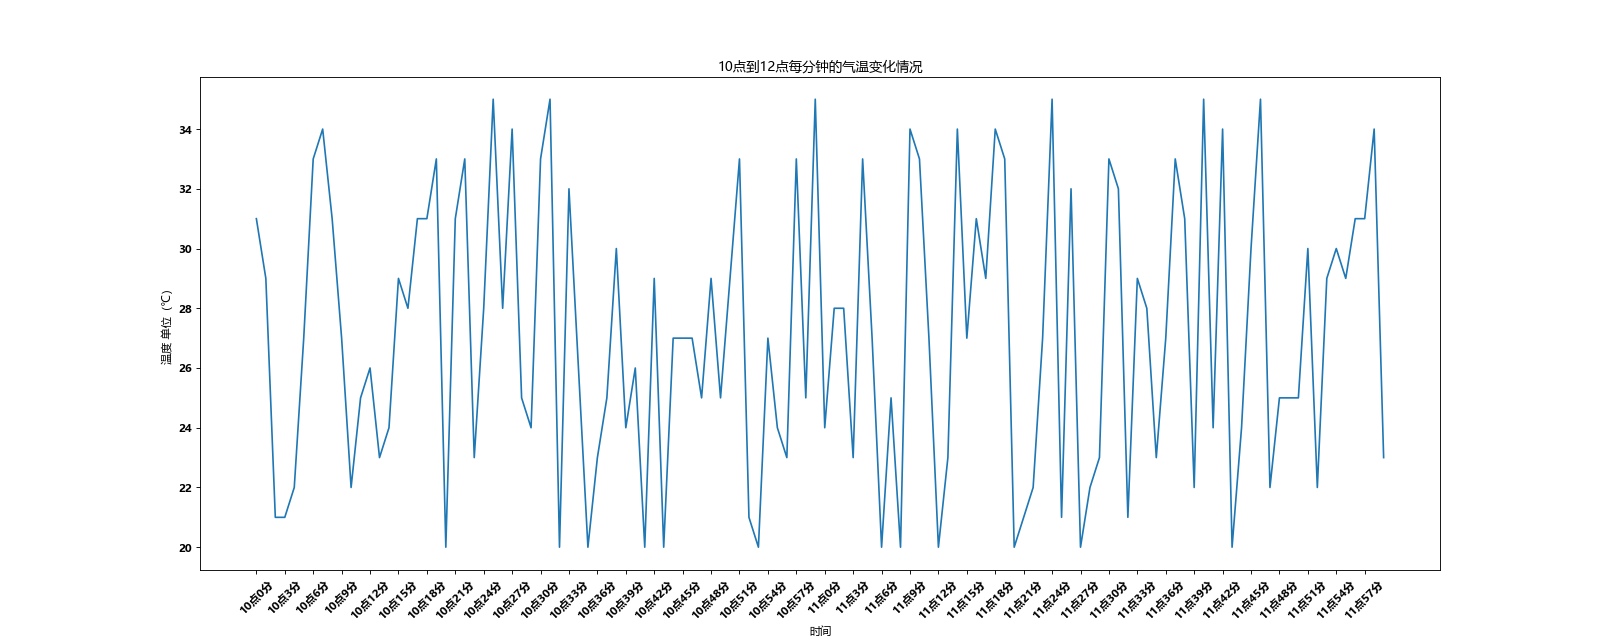 10点到12点每分钟的气温变化情况
温度 单位（℃）
34
32
30
28
26
24
22
20
10点0分
10点3分
10点6分
10点9分
10点12分
10点15分
10点18分
10点21分
10点24分
10点27分
10点30分
10点33分
10点36分
10点39分
10点42分
10点45分
10点48分
10点51分
10点54分
10点57分
11点0分
11点3分
11点6分
11点9分
11点12分
11点15分
11点18分
11点21分
11点24分
11点27分
11点30分
11点33分
11点36分
11点39分
11点42分
11点45分
11点48分
11点51分
11点54分
11点57分
时间